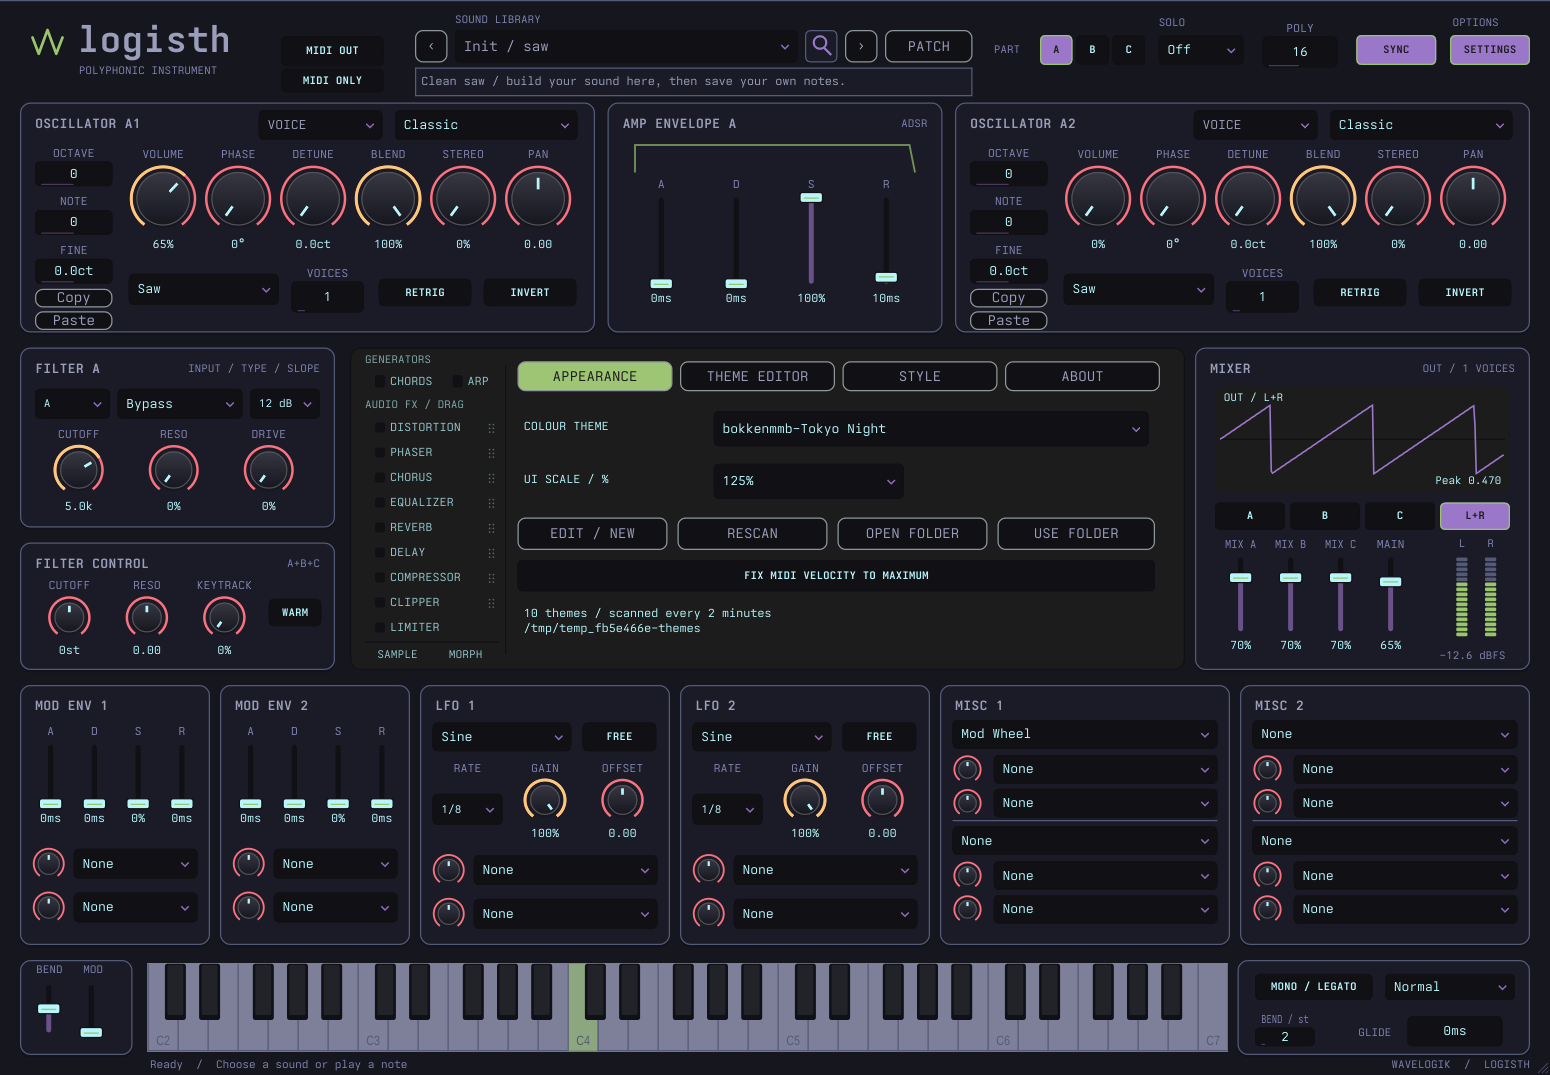 logisth
POLYPHONIC INSTRUMENT
MIDI OUT
MIDI ONLY
SOUND LIBRARY
‹
Init / saw
›
PATCH
Clean saw / build your sound here, then save your own notes.
PART
A B C
SOLO
Off
POLY
16
OPTIONS
SYNC
SETTINGS
OSCILLATOR A1
VOICE
Classic
OCTAVE
0
NOTE
0
FINE
0.0ct
Copy
Paste
VOLUME PHASE DETUNE BLEND STEREO PAN
65% 0° 0.0ct 100% 0% 0.00
Saw
VOICES
1
RETRIG
INVERT
AMP ENVELOPE A
ADSR
A D S R
0ms 0ms 100% 10ms
OSCILLATOR A2
VOICE
Classic
OCTAVE
0
NOTE
0
FINE
0.0ct
Copy
Paste
VOLUME PHASE DETUNE BLEND STEREO PAN
0% 0° 0.0ct 100% 0% 0.00
Saw
VOICES
1
RETRIG
INVERT
FILTER A
INPUT / TYPE / SLOPE
A
Bypass
12 dB
CUTOFF RESO DRIVE
5.0k 0% 0%
FILTER CONTROL
A+B+C
CUTOFF RESO KEYTRACK
WARM
0st 0.00 0%
GENERATORS
CHORDS ARP
AUDIO FX / DRAG
DISTORTION
PHASER
CHORUS
EQUALIZER
REVERB
DELAY
COMPRESSOR
CLIPPER
LIMITER
SAMPLE MORPH
APPEARANCE
THEME EDITOR
STYLE
ABOUT
COLOUR THEME
bokkenmmb-Tokyo Night
UI SCALE / %
125%
EDIT / NEW
RESCAN
OPEN FOLDER
USE FOLDER
FIX MIDI VELOCITY TO MAXIMUM
10 themes / scanned every 2 minutes
/tmp/temp_fb5e466e-themes
MIXER
OUT / 1 VOICES
OUT / L+R
Peak 0.470
A B C L+R
MIX A MIX B MIX C MAIN L R
70% 70% 70% 65%
-12.6 dBFS
MOD ENV 1
A D S R
0ms 0ms 0% 0ms
None
None
MOD ENV 2
A D S R
0ms 0ms 0% 0ms
None
None
LFO 1
Sine
FREE
RATE GAIN OFFSET
1/8
100% 0.00
None
None
LFO 2
Sine
FREE
RATE GAIN OFFSET
1/8
100% 0.00
None
None
MISC 1
Mod Wheel
None
None
None
None
None
MISC 2
None
None
None
None
None
None
BEND MOD
C2 C3 C4 C5 C6 C7
MONO / LEGATO
Normal
BEND / st
2
GLIDE
0ms
Ready / Choose a sound or play a note
WAVELOGIK / LOGISTH